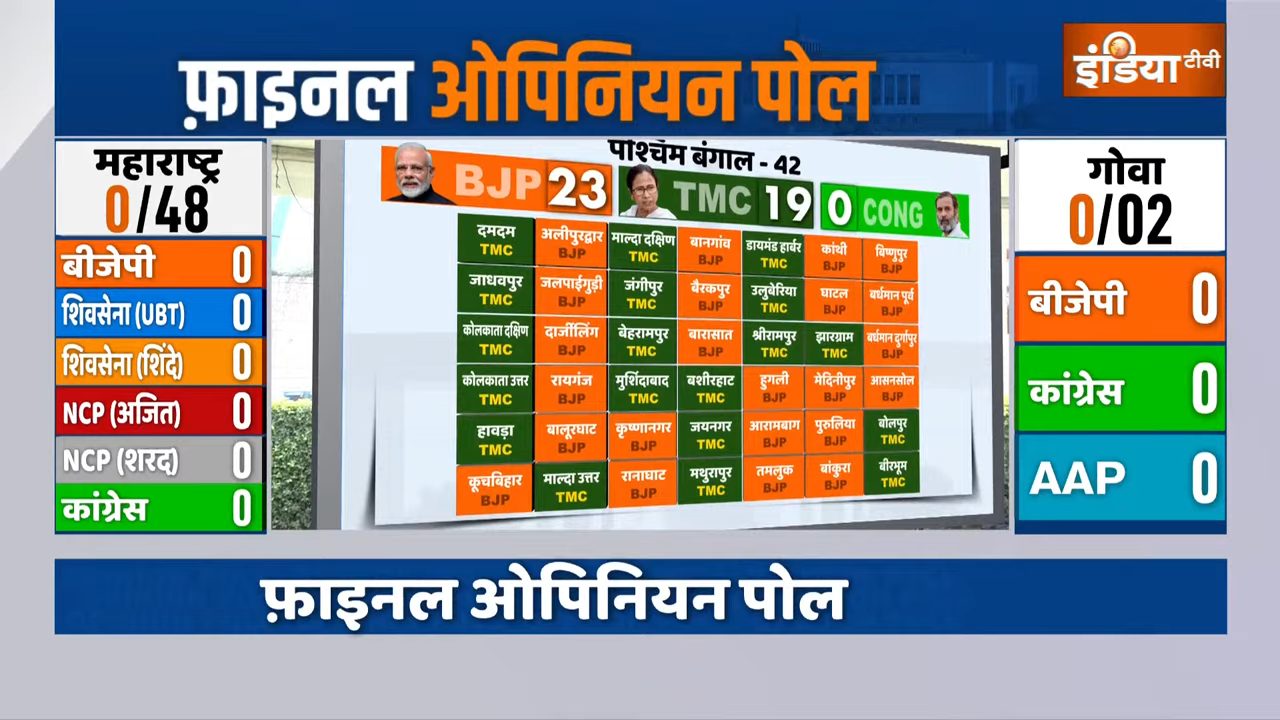 फ़ाइनल ओपिनियन पोल
इंडिया टीवी
महाराष्ट्र
0/48
बीजेपी 0
शिवसेना (UBT) 0
शिवसेना (शिंदे) 0
NCP (अजित) 0
NCP (शरद) 0
कांग्रेस 0
पश्चिम बंगाल - 42
BJP 23 TMC 19 0 CONG
दमदम अलीपुरद्वार माल्दा दक्षिण बानगांव डायमंड हार्बर कांथी बिष्णुपुर
TMC BJP TMC BJP TMC BJP BJP
जाधवपुर जलपाईगुड़ी जंगीपुर बैरकपुर उलुबेरिया घाटल बर्धमान पूर्व
TMC BJP TMC BJP TMC BJP BJP
कोलकाता दक्षिण दार्जीलिंग बेहरामपुर बारासात श्रीरामपुर झारग्राम बर्धमान दुर्गापुर
TMC BJP TMC BJP TMC TMC BJP
कोलकाता उत्तर रायगंज मुर्शिदाबाद बशीरहाट हुगली मेदिनीपुर आसनसोल
TMC BJP TMC TMC BJP BJP BJP
हावड़ा बालूरघाट कृष्णानगर जयनगर आरामबाग पुरुलिया बोलपुर
TMC BJP BJP TMC BJP BJP TMC
कूचबिहार माल्दा उत्तर रानाघाट मथुरापुर तमलुक बांकुरा बीरभूम
BJP TMC BJP TMC BJP BJP TMC
गोवा
0/02
बीजेपी 0
कांग्रेस 0
AAP 0
फ़ाइनल ओपिनियन पोल